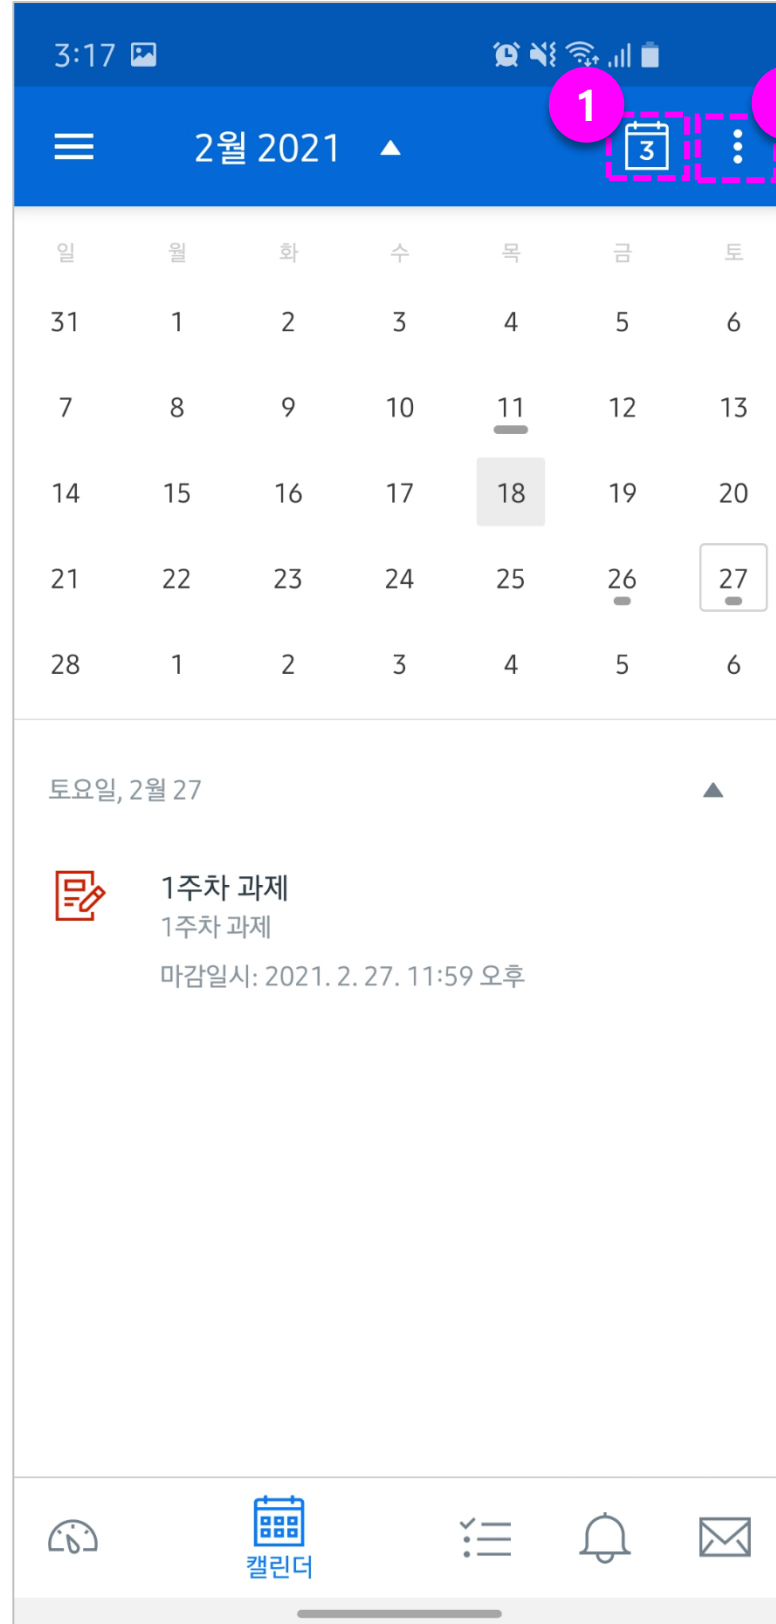 3:17
1
2월 2021
3
일 월 화 수 목 금 토
31 1 2 3 4 5 6
7 8 9 10 11 12 13
14 15 16 17 18 19 20
21 22 23 24 25 26 27
28 1 2 3 4 5 6
토요일, 2월 27
1주차 과제
1주차 과제
마감일시: 2021. 2. 27. 11:59 오후
캘린더